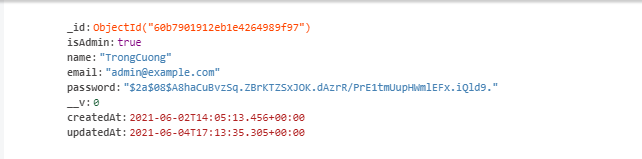 _id: ObjectId("60b7901912eb1e4264989f97")
isAdmin: true
name: "TrongCuong"
email: "admin@example.com"
password: "$2a$08$A8haCuBvzSq.ZBrKTZSxJOK.dAzrR/PrE1tmUupHWmlEFx.iQld9."
__v: 0
createdAt: 2021-06-02T14:05:13.456+00:00
updatedAt: 2021-06-04T17:13:35.305+00:00